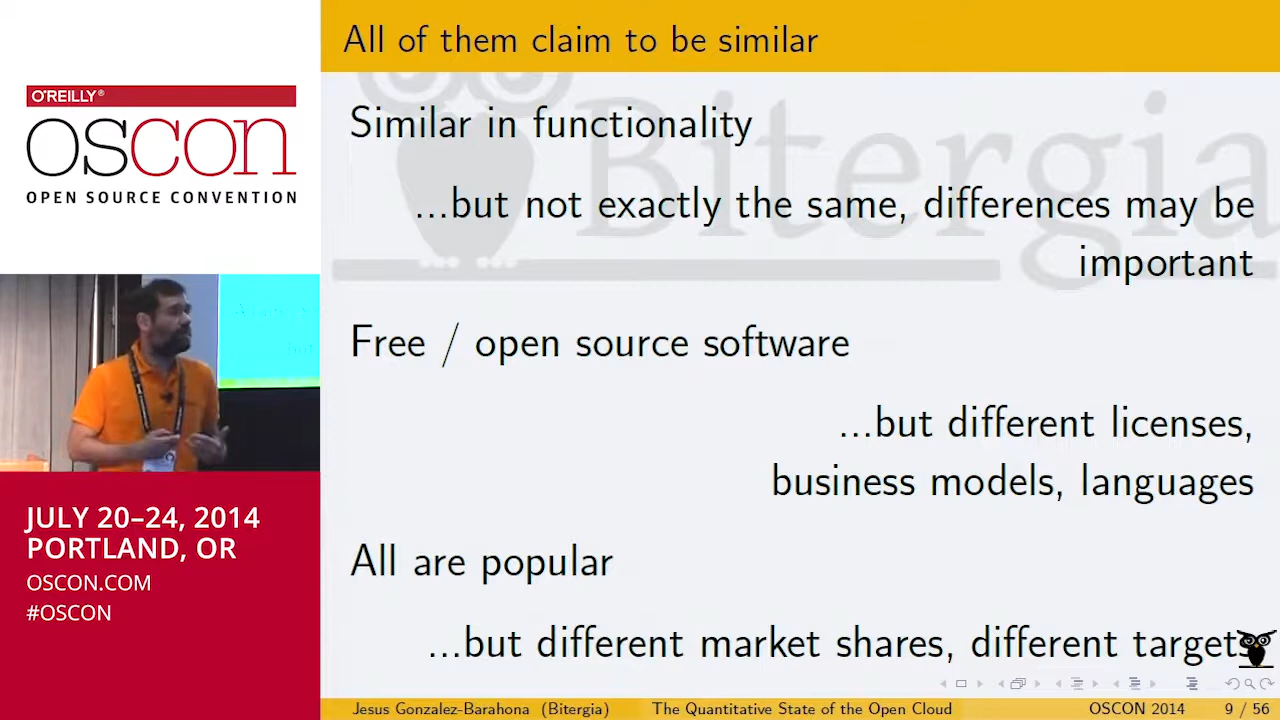 O'REILLY®
OSCON
OPEN SOURCE CONVENTION
JULY 20–24, 2014
PORTLAND, OR
OSCON.COM
#OSCON
All of them claim to be similar
Bitergia
Similar in functionality
...but not exactly the same, differences may be
important
Free / open source software
...but different licenses,
business models, languages
All are popular
...but different market shares, different targets
Jesus Gonzalez-Barahona (Bitergia) The Quantitative State of the Open Cloud OSCON 2014 9 / 56